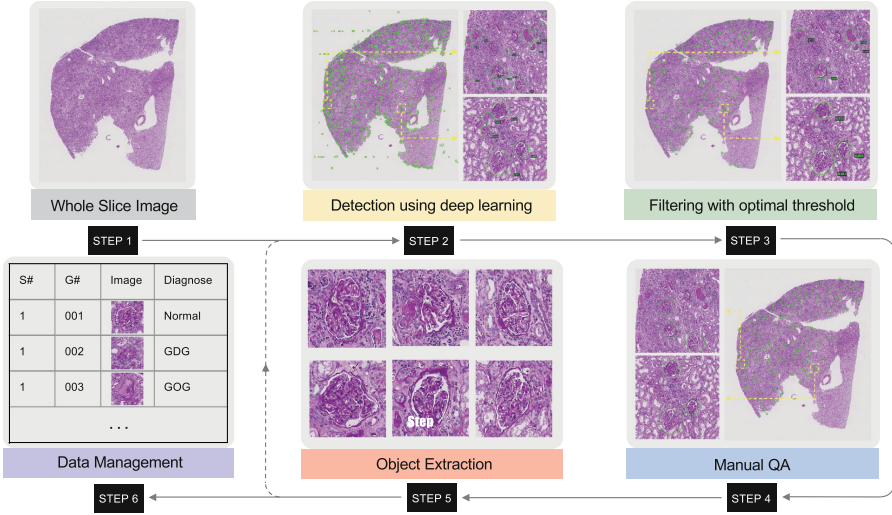 Whole Slice Image
Detection using deep learning
Filtering with optimal threshold
STEP 1
STEP 2
STEP 3
S# G# Image Diagnose
1 001 Normal
1 002 GDG
1 003 GOG
...
Step
Data Management
Object Extraction
Manual QA
STEP 6
STEP 5
STEP 4